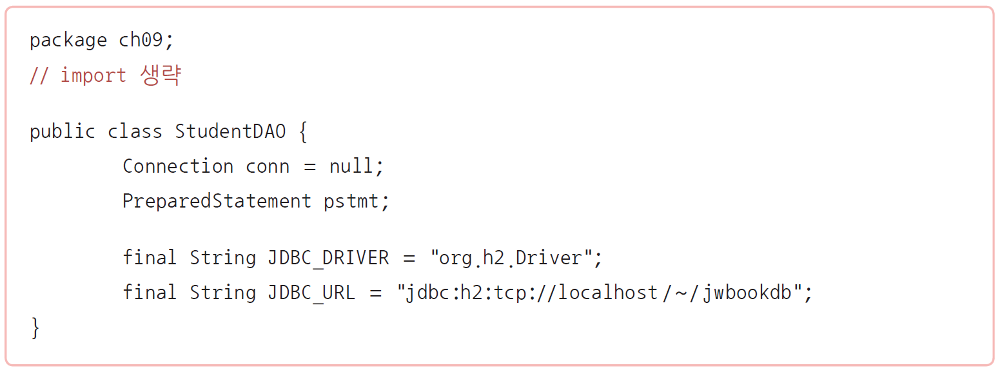 package ch09;
// import 생략
public class StudentDAO {
Connection conn = null;
PreparedStatement pstmt;
final String JDBC_DRIVER = "org.h2.Driver";
final String JDBC_URL = "jdbc:h2:tcp://localhost/~/jwbookdb";
}